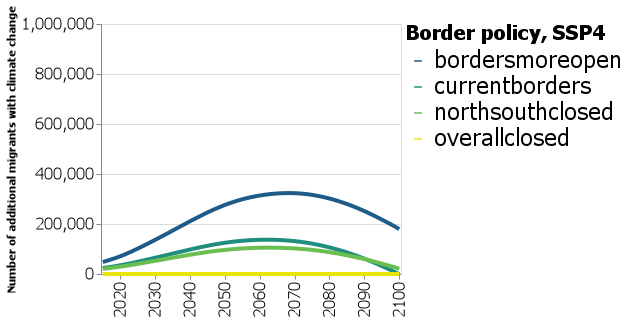 Number of additional migrants with climate change
1,000,000
800,000
600,000
400,000
200,000
0
2020
2030
2040
2050
2060
2070
2080
2090
2100
Border policy, SSP4
bordersmoreopen
currentborders
northsouthclosed
overallclosed